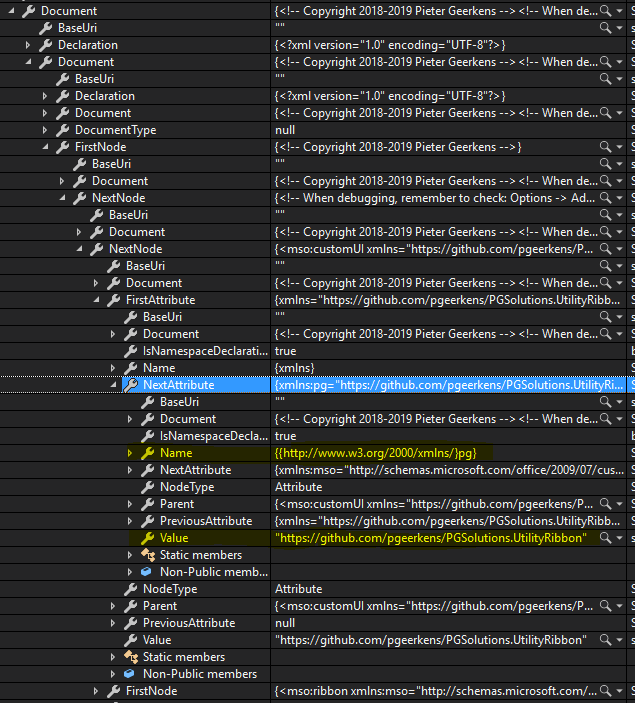 Document {<!-- Copyright 2018-2019 Pieter Geerkens --> <!-- When de...
BaseUri ""
Declaration {<?xml version="1.0" encoding="UTF-8"?>}
Document {<!-- Copyright 2018-2019 Pieter Geerkens --> <!-- When de...
BaseUri ""
Declaration {<?xml version="1.0" encoding="UTF-8"?>}
Document {<!-- Copyright 2018-2019 Pieter Geerkens --> <!-- When de...
DocumentType null
FirstNode {<!-- Copyright 2018-2019 Pieter Geerkens -->}
BaseUri ""
Document {<!-- Copyright 2018-2019 Pieter Geerkens --> <!-- When de...
NextNode {<!-- When debugging, remember to check: Options -> Ad...
BaseUri ""
Document {<!-- Copyright 2018-2019 Pieter Geerkens --> <!-- When de...
NextNode {<mso:customUI xmlns="https://github.com/pgeerkens/P...
BaseUri ""
Document {<!-- Copyright 2018-2019 Pieter Geerkens --> <!-- When de...
FirstAttribute {xmlns="https://github.com/pgeerkens/PGSolutions.UtilityRibb...
BaseUri ""
Document {<!-- Copyright 2018-2019 Pieter Geerkens --> <!-- When de...
IsNamespaceDeclaratio... true
Name {xmlns}
NextAttribute {xmlns:pg="https://github.com/pgeerkens/PGSolutions.UtilityRi...
BaseUri ""
Document {<!-- Copyright 2018-2019 Pieter Geerkens --> <!-- When de...
IsNamespaceDecla... true
Name {{http://www.w3.org/2000/xmlns/}pg}
NextAttribute {xmlns:mso="http://schemas.microsoft.com/office/2009/07/cus...
NodeType Attribute
Parent {<mso:customUI xmlns="https://github.com/pgeerkens/P...
PreviousAttribute {xmlns="https://github.com/pgeerkens/PGSolutions.UtilityRibb...
Value "https://github.com/pgeerkens/PGSolutions.UtilityRibbon"
Static members
Non-Public memb...
NodeType Attribute
Parent {<mso:customUI xmlns="https://github.com/pgeerkens/P...
PreviousAttribute null
Value "https://github.com/pgeerkens/PGSolutions.UtilityRibbon"
Static members
Non-Public members
FirstNode {<mso:ribbon xmlns:mso="http://schemas.microsoft.com/...